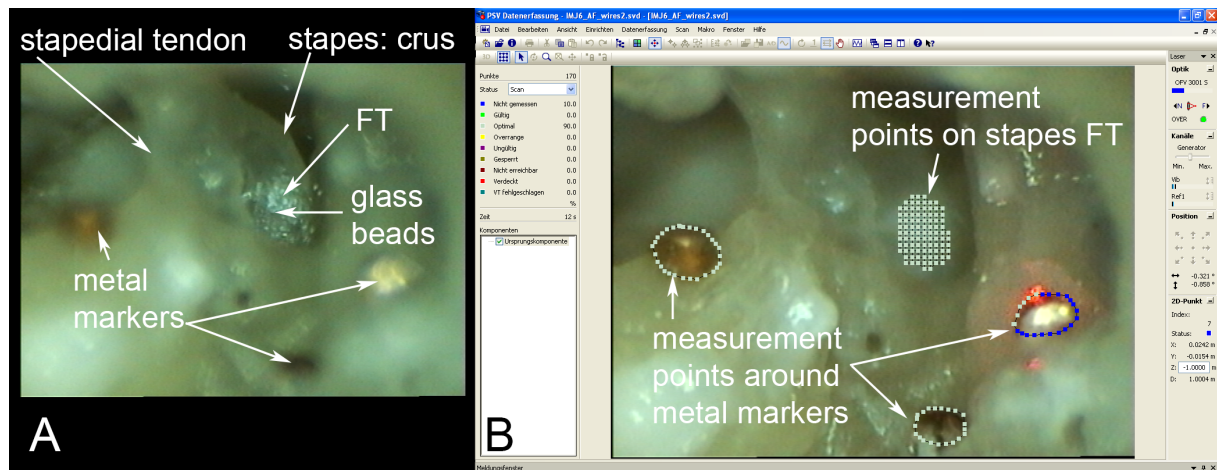 stapedial tendon
stapes: crus
FT
glass
beads
metal
markers
A
PSV Datenerfassung - IMJ6_AF_wires2.svd - [IMJ6_AF_wires2.svd]
Datei Bearbeiten Ansicht Einrichten Datenerfassung Scan Makro Fenster Hilfe
Punkte 170
Status Scan
Nicht gemessen 10.0
Gültig 0.0
Optimal 90.0
Overrange 0.0
Ungültig 0.0
Gesperrt 0.0
Nicht erreichbar 0.0
Verdeckt 0.0
VT fehlgeschlagen 0.0
%
Zeit 12 s
Komponenten
Ursprungskomponente
measurement
points on stapes FT
measurement
points around
metal markers
B
Laser
Optik
OFV 3001 S
N F
OVER
Kanäle
Generator
Min. Max.
Vib
Ref1
Position
-0.321 °
-0.858 °
2D-Punkt
Index:
7
Status:
X: 0.0242 m
Y: -0.0154 m
Z: -1.0000 m
D: 1.0004 m
Meldungsfenster